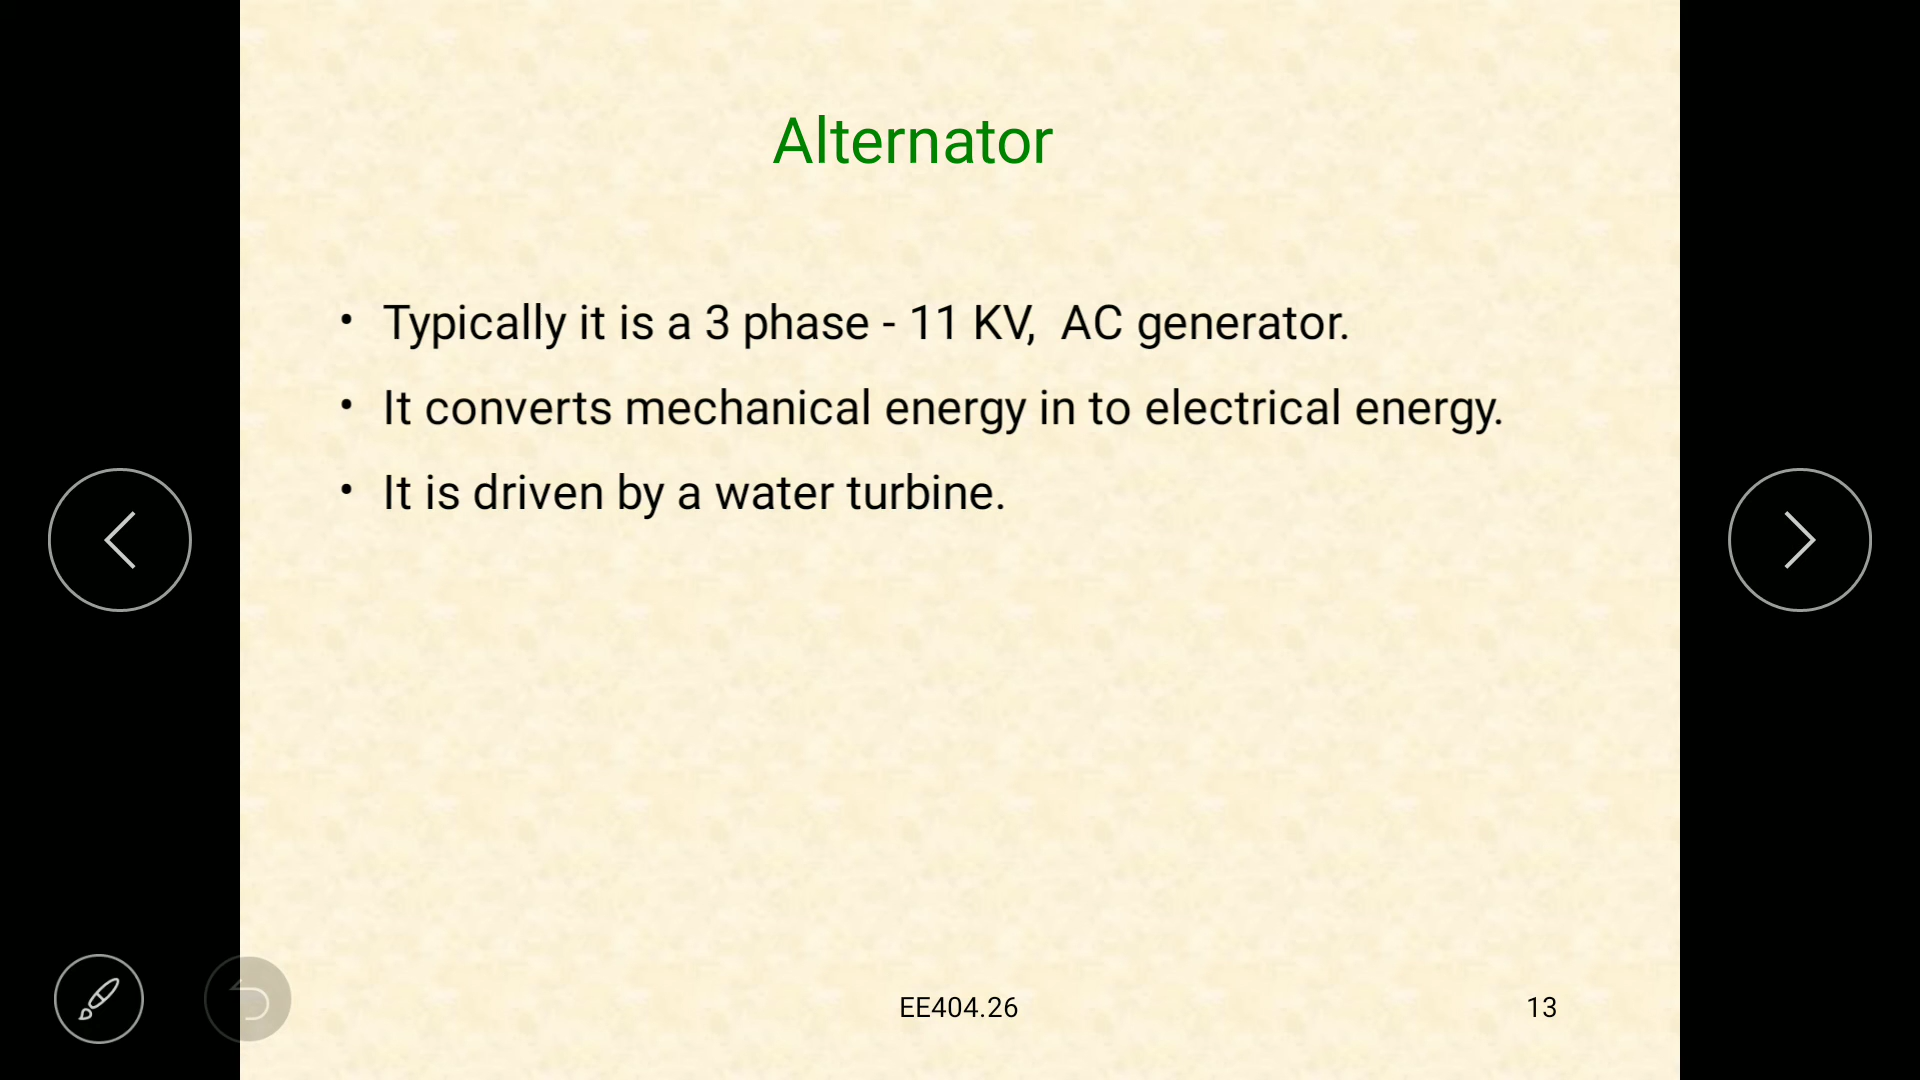 Alternator
• Typically it is a 3 phase - 11 KV,  AC generator.
• It converts mechanical energy in to electrical energy.
• It is driven by a water turbine.
EE404.26
13